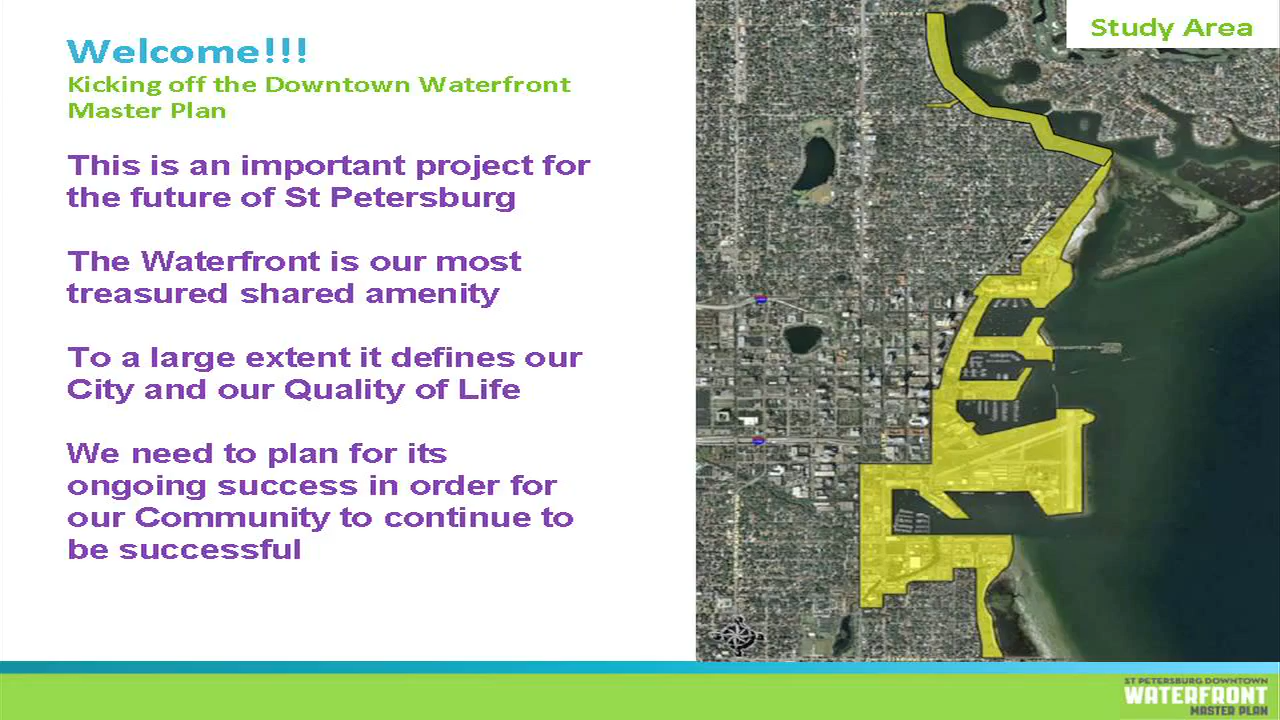 Welcome!!!
Kicking off the Downtown Waterfront
Master Plan
This is an important project for
the future of St Petersburg
The Waterfront is our most
treasured shared amenity
To a large extent it defines our
City and our Quality of Life
We need to plan for its
ongoing success in order for
our Community to continue to
be successful
Study Area
ST PETERSBURG DOWNTOWN
WATERFRONT
MASTER PLAN